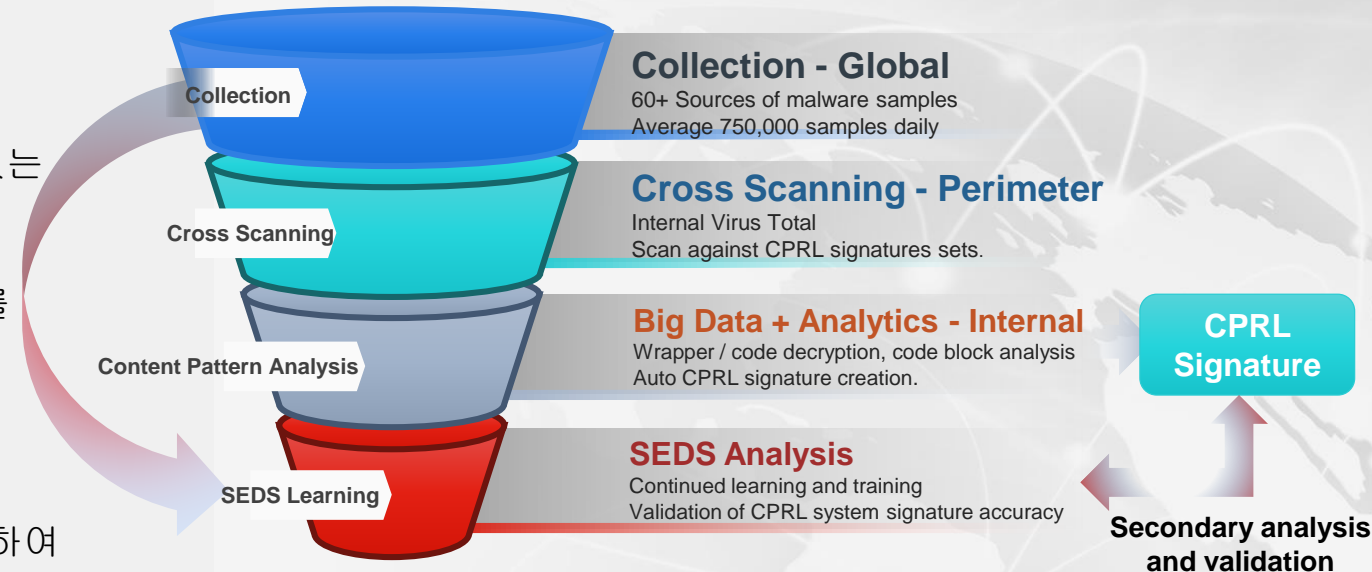 Collection
Collection - Global
60+ Sources of malware samples
Average 750,000 samples daily
는
Cross Scanning
Cross Scanning - Perimeter
Internal Virus Total
Scan against CPRL signatures sets.
를
Content Pattern Analysis
Big Data + Analytics - Internal
Wrapper / code decryption, code block analysis
Auto CPRL signature creation.
CPRL
Signature
SEDS Learning
SEDS Analysis
Continued learning and training
Validation of CPRL system signature accuracy
Secondary analysis
and validation
하여